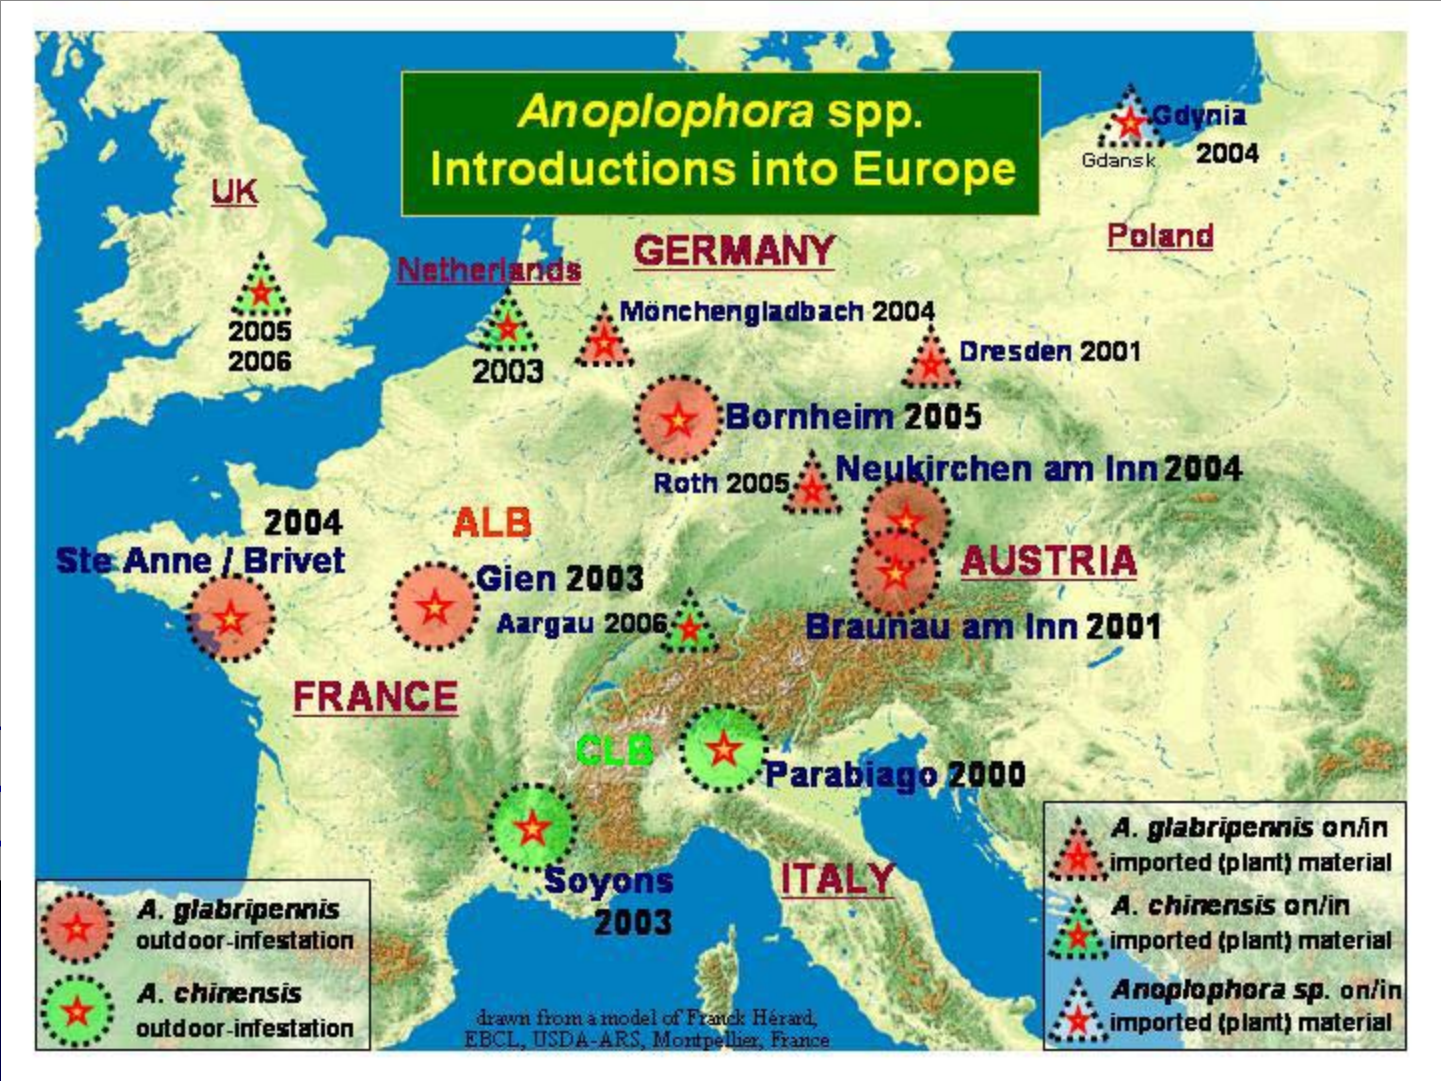 Anoplophora spp.
Introductions into Europe
Gdynia
2004
Gdansk
UK
Poland
GERMANY
Netherlands
Mönchengladbach 2004
2005
2006
2003
Dresden 2001
Bornheim 2005
Neukirchen am Inn 2004
Roth 2005
2004
Ste Anne / Brivet
ALB
AUSTRIA
Gien 2003
Aargau 2006
Braunau am Inn 2001
FRANCE
CLB
Parabiago 2000
ITALY
Soyons
2003
A. glabripennis on/in
imported (plant) material
A. chinensis on/in
imported (plant) material
Anoplophora sp. on/in
imported (plant) material
A. glabripennis
outdoor-infestation
A. chinensis
outdoor-infestation
drawn from a model of Franck Hérard,
EBCL, USDA-ARS, Montpellier, France